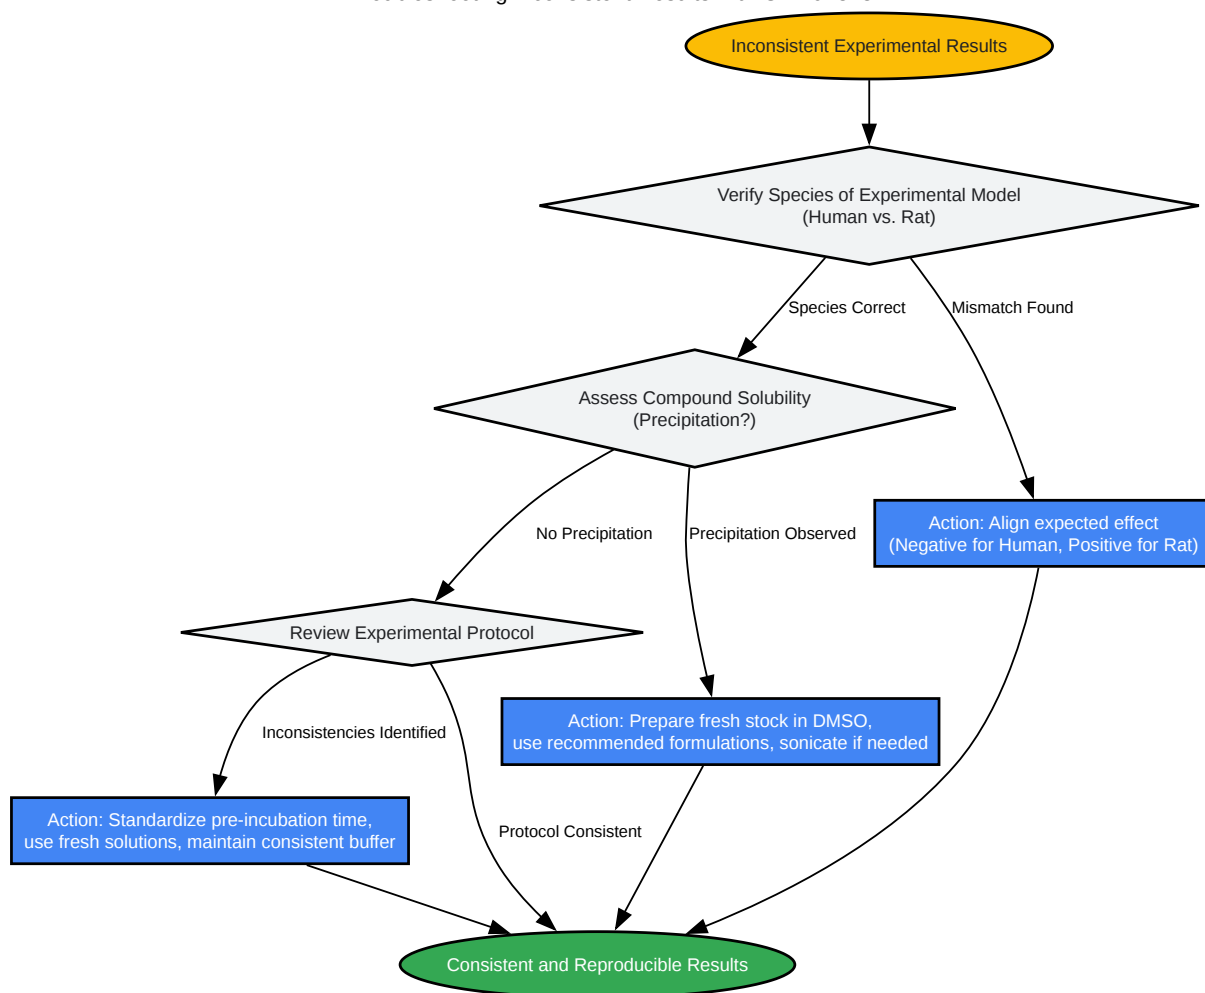 Inconsistent Experimental Results
Verify Species of Experimental Model
(Human vs. Rat)
Species Correct
Mismatch Found
Assess Compound Solubility
(Precipitation?)
No Precipitation
Precipitation Observed
Action: Align expected effect
(Negative for Human, Positive for Rat)
Review Experimental Protocol
Inconsistencies Identified
Action: Prepare fresh stock in DMSO,
use recommended formulations, sonicate if needed
Action: Standardize pre-incubation time,
use fresh solutions, maintain consistent buffer
Protocol Consistent
Consistent and Reproducible Results